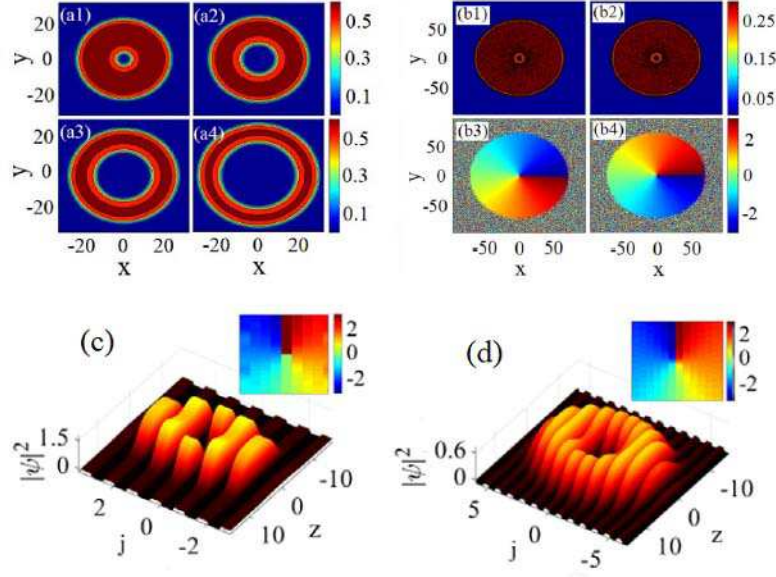 (a1) (a2)
y 20 0 -20
0.5 0.3 0.1
(a3) (a4)
20 0 -20
0.5 0.3 0.1
-20 0 20 -20 0 20
x x
(b1) (b2)
y 50 0 -50
0.25 0.15 0.05
(b3) (b4)
y 50 0 -50
2 0 -2
-50 0 50 -50 0 50
x x
(c)
2 0 -2
|ψ|²
1.5 0
2 0 -2
j
10 0 -10
z
(d)
2 0 -2
|ψ|²
0.6 0
5 0 -5
j
10 0 -10
z